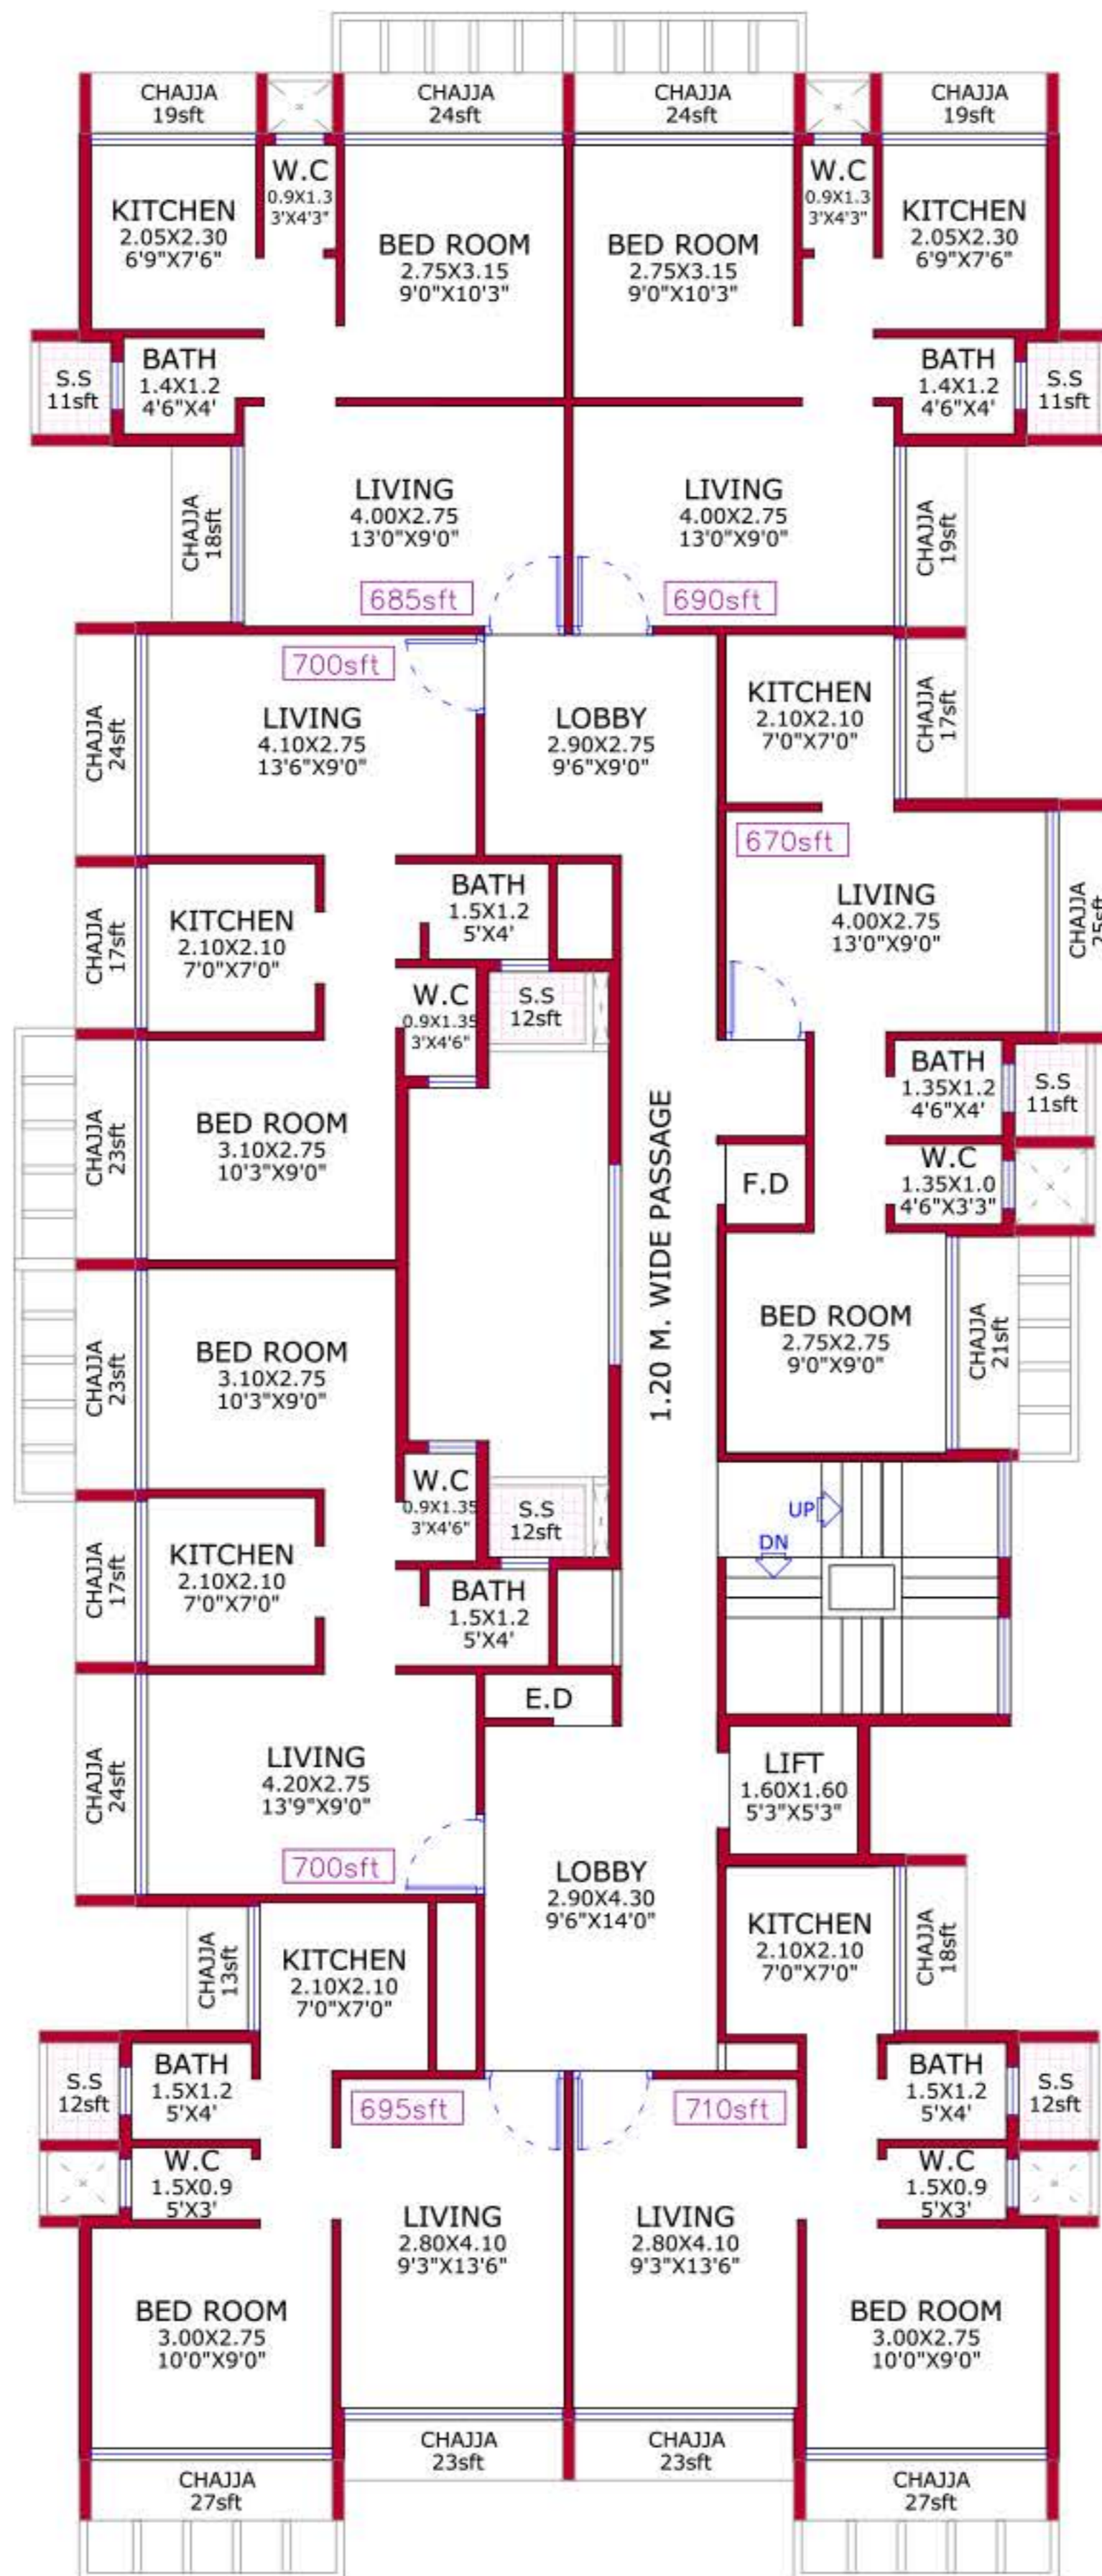 CHAJJA
19sft
CHAJJA
24sft
CHAJJA
24sft
CHAJJA
19sft
KITCHEN
2.05X2.30
6'9"X7'6"
W.C
0.9X1.3
3'X4'3"
BED ROOM
2.75X3.15
9'0"X10'3"
BED ROOM
2.75X3.15
9'0"X10'3"
W.C
0.9X1.3
3'X4'3"
KITCHEN
2.05X2.30
6'9"X7'6"
S.S
11sft
BATH
1.4X1.2
4'6"X4'
BATH
1.4X1.2
4'6"X4'
S.S
11sft
CHAJJA
18sft
LIVING
4.00X2.75
13'0"X9'0"
LIVING
4.00X2.75
13'0"X9'0"
CHAJJA
19sft
685sft
690sft
CHAJJA
24sft
700sft
LIVING
4.10X2.75
13'6"X9'0"
LOBBY
2.90X2.75
9'6"X9'0"
KITCHEN
2.10X2.10
7'0"X7'0"
CHAJJA
17sft
670sft
CHAJJA
17sft
KITCHEN
2.10X2.10
7'0"X7'0"
BATH
1.5X1.2
5'X4'
LIVING
4.00X2.75
13'0"X9'0"
CHAJJA
25sft
W.C
0.9X1.35
3'X4'6"
S.S
12sft
CHAJJA
23sft
BED ROOM
3.10X2.75
10'3"X9'0"
1.20 M. WIDE PASSAGE
BATH
1.35X1.2
4'6"X4'
S.S
11sft
F.D
W.C
1.35X1.0
4'6"X3'3"
CHAJJA
23sft
BED ROOM
3.10X2.75
10'3"X9'0"
BED ROOM
2.75X2.75
9'0"X9'0"
CHAJJA
21sft
W.C
0.9X1.35
3'X4'6"
S.S
12sft
UP
DN
CHAJJA
17sft
KITCHEN
2.10X2.10
7'0"X7'0"
BATH
1.5X1.2
5'X4'
E.D
CHAJJA
24sft
LIVING
4.20X2.75
13'9"X9'0"
LIFT
1.60X1.60
5'3"X5'3"
700sft
LOBBY
2.90X4.30
9'6"X14'0"
CHAJJA
13sft
KITCHEN
2.10X2.10
7'0"X7'0"
KITCHEN
2.10X2.10
7'0"X7'0"
CHAJJA
18sft
S.S
12sft
BATH
1.5X1.2
5'X4'
695sft
710sft
BATH
1.5X1.2
5'X4'
S.S
12sft
W.C
1.5X0.9
5'X3'
LIVING
2.80X4.10
9'3"X13'6"
LIVING
2.80X4.10
9'3"X13'6"
W.C
1.5X0.9
5'X3'
BED ROOM
3.00X2.75
10'0"X9'0"
BED ROOM
3.00X2.75
10'0"X9'0"
CHAJJA
23sft
CHAJJA
23sft
CHAJJA
27sft
CHAJJA
27sft